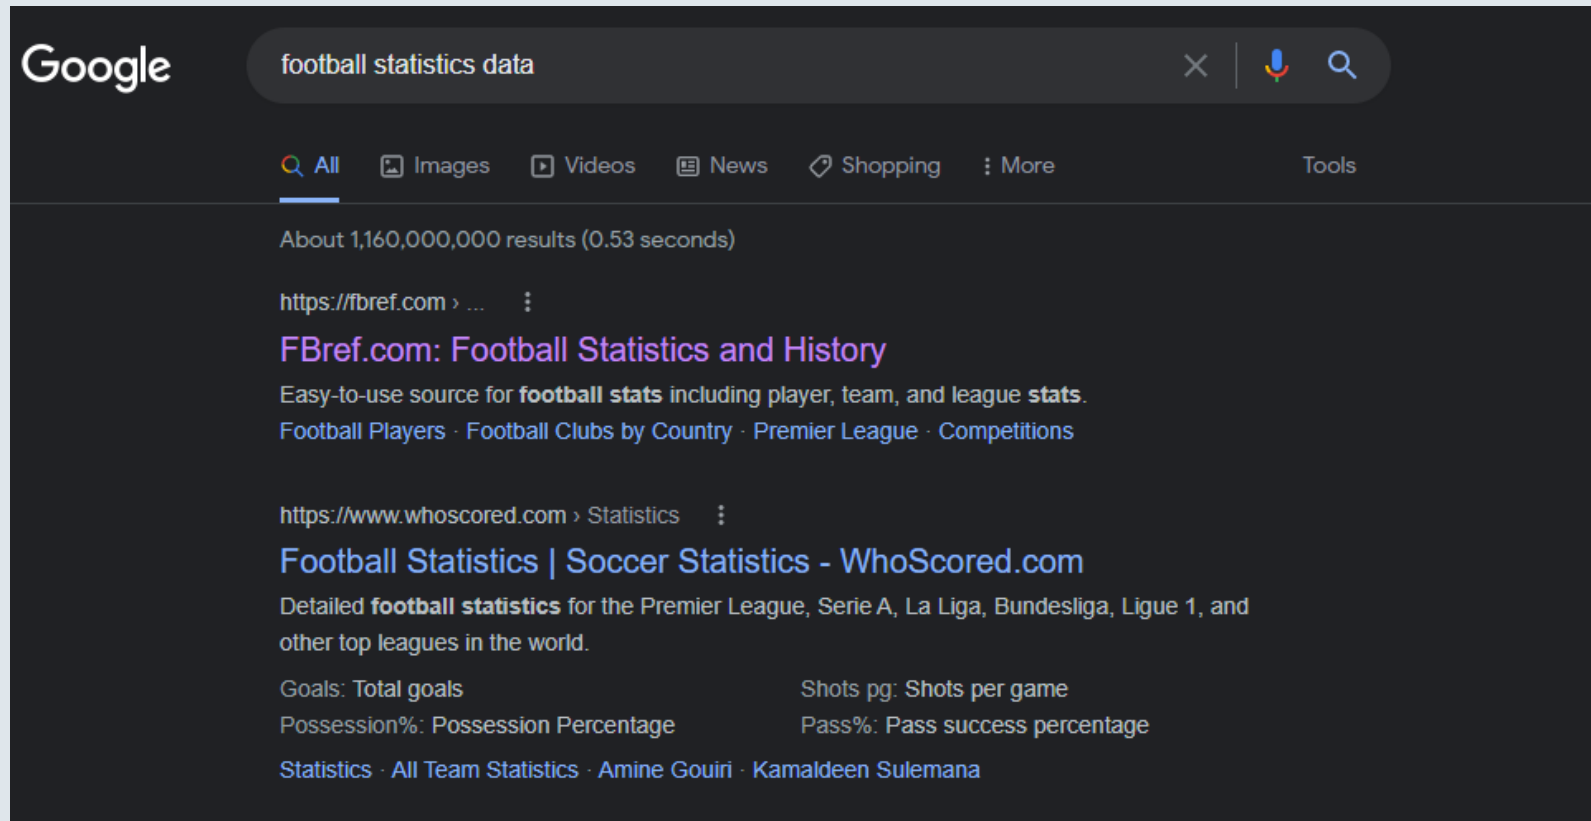 Google football statistics data
All Images Videos News Shopping More Tools
About 1,160,000,000 results (0.53 seconds)
https://fbref.com › ...
FBref.com: Football Statistics and History
Easy-to-use source for football stats including player, team, and league stats.
Football Players · Football Clubs by Country · Premier League · Competitions
https://www.whoscored.com › Statistics
Football Statistics | Soccer Statistics - WhoScored.com
Detailed football statistics for the Premier League, Serie A, La Liga, Bundesliga, Ligue 1, and
other top leagues in the world.
Goals: Total goals Shots pg: Shots per game
Possession%: Possession Percentage Pass%: Pass success percentage
Statistics · All Team Statistics · Amine Gouiri · Kamaldeen Sulemana